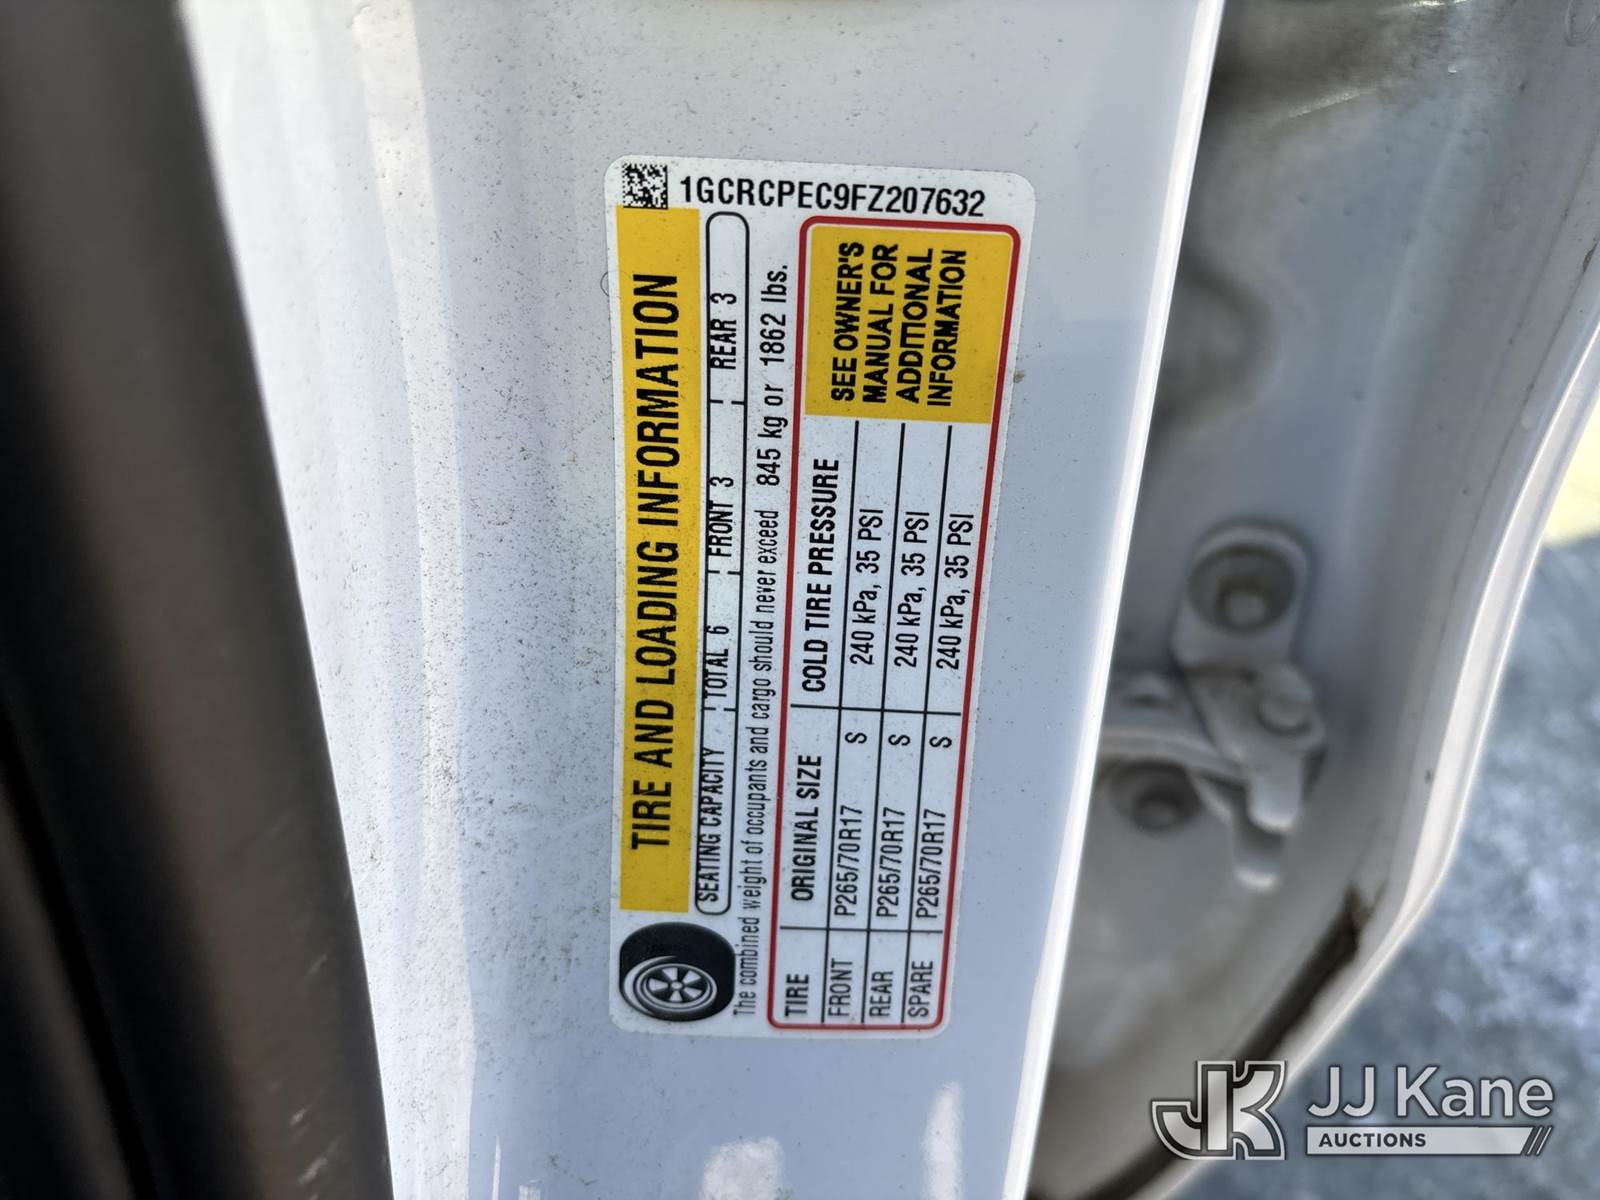 1GCRCPEC9FZ207632
TIRE AND LOADING INFORMATION
SEATING CAPACITY TOTAL 6 FRONT 3 REAR 3
The combined weight of occupants and cargo should never exceed 845 kg or 1862 lbs.
TIRE ORIGINAL SIZE COLD TIRE PRESSURE
FRONT P265/70R17 S 240 kPa, 35 PSI
REAR P265/70R17 S 240 kPa, 35 PSI
SPARE P265/70R17 S 240 kPa, 35 PSI
SEE OWNER'S
MANUAL FOR
ADDITIONAL
INFORMATION
JK JJ Kane
AUCTIONS